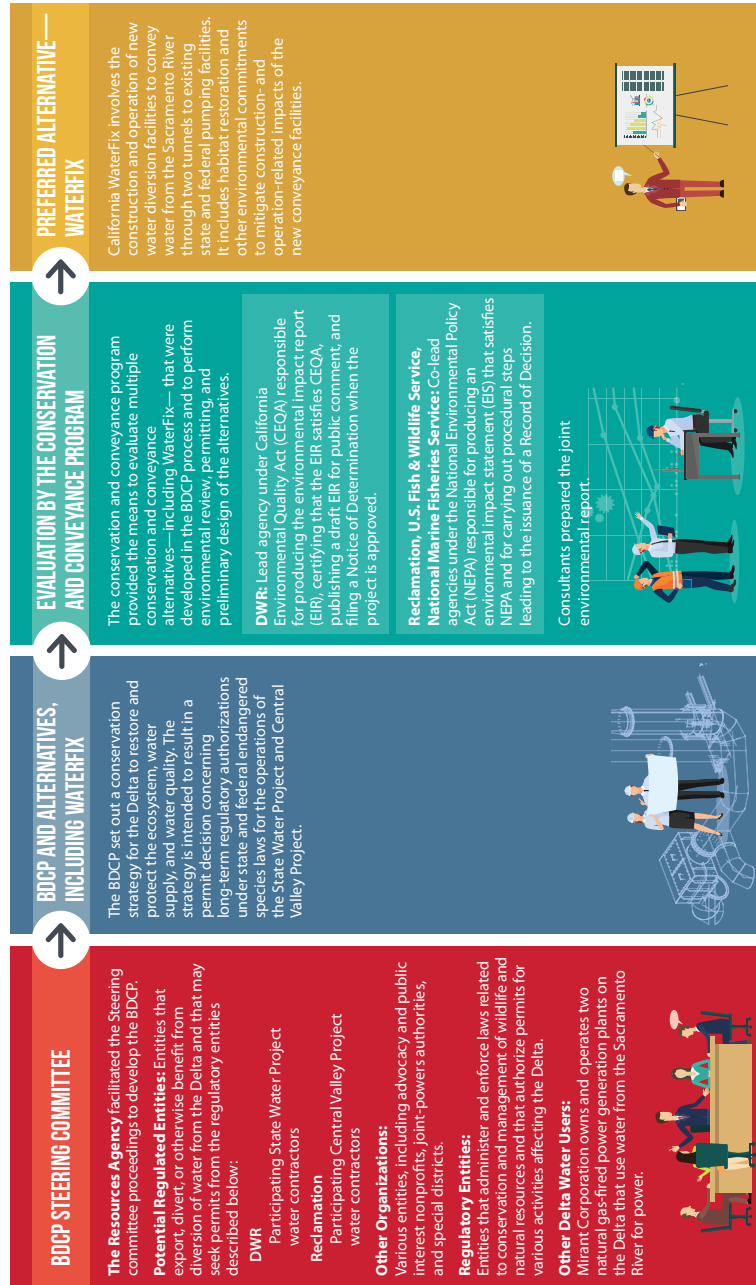 BDCP STEERING COMMITTEE
The Resources Agency facilitated the Steering
committee proceedings to develop the BDCP.
Potential Regulated Entities: Entities that
export, divert, or otherwise benefit from
diversion of water from the Delta and that may
seek permits from the regulatory entities
described below:
DWR
Participating State Water Project
water contractors
Reclamation
Participating Central Valley Project
water contractors
Other Organizations:
Various entities, including advocacy and public
interest nonprofits, joint-powers authorities,
and special districts.
Regulatory Entities:
Entities that administer and enforce laws related
to conservation and management of wildlife and
natural resources and that authorize permits for
various activities affecting the Delta.
Other Delta Water Users:
Mirant Corporation owns and operates two
natural gas-fired power generation plants on
the Delta that use water from the Sacramento
River for power.
BDCP AND ALTERNATIVES,
INCLUDING WATERFIX
The BDCP set out a conservation
strategy for the Delta to restore and
protect the ecosystem, water
supply, and water quality. The
strategy is intended to result in a
permit decision concerning
long-term regulatory authorizations
under state and federal endangered
species laws for the operations of
the State Water Project and Central
Valley Project.
EVALUATION BY THE CONSERVATION
AND CONVEYANCE PROGRAM
The conservation and conveyance program
provided the means to evaluate multiple
conservation and conveyance
alternatives—including WaterFix— that were
developed in the BDCP process and to perform
environmental review, permitting, and
preliminary design of the alternatives.
DWR: Lead agency under California
Environmental Quality Act (CEQA) responsible
for producing the environmental impact report
(EIR), certifying that the EIR satisfies CEQA,
publishing a draft EIR for public comment, and
filing a Notice of Determination when the
project is approved.
Reclamation, U.S. Fish & Wildlife Service,
National Marine Fisheries Service: Co-lead
agencies under the National Environmental Policy
Act (NEPA) responsible for producing an
environmental impact statement (EIS) that satisfies
NEPA and for carrying out procedural steps
leading to the issuance of a Record of Decision.
Consultants prepared the joint
environmental report.
PREFERRED ALTERNATIVE—
WATERFIX
California WaterFix involves the
construction and operation of new
water diversion facilities to convey
water from the Sacramento River
through two tunnels to existing
state and federal pumping facilities.
It includes habitat restoration and
other environmental commitments
to mitigate construction- and
operation-related impacts of the
new conveyance facilities.